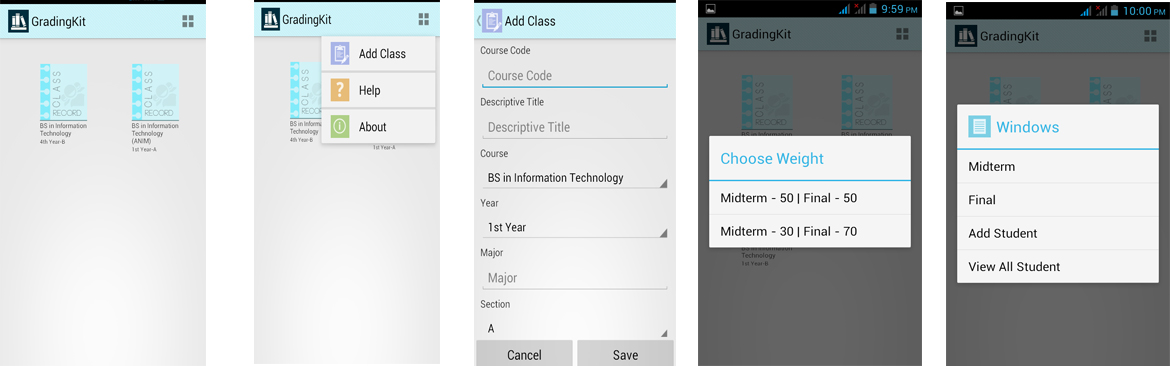 GradingKit
CLASS
RECORD
BS in Information
Technology
4th Year-B
CLASS
RECORD
BS in Information
Technology
(ANIM)
1st Year-A
GradingKit
Add Class
Help
About
BS in
Technology
4th Year-B
1st Year-A
Add Class
Course Code
Course Code
Descriptive Title
Descriptive Title
Course
BS in Information Technology
Year
1st Year
Major
Major
Section
A
Cancel
Save
9:59 PM
GradingKit
Choose Weight
Midterm - 50 | Final - 50
Midterm - 30 | Final - 70
BS in Information
Technology
1st Year-B
10:00 PM
GradingKit
Windows
Midterm
Final
Add Student
View All Student